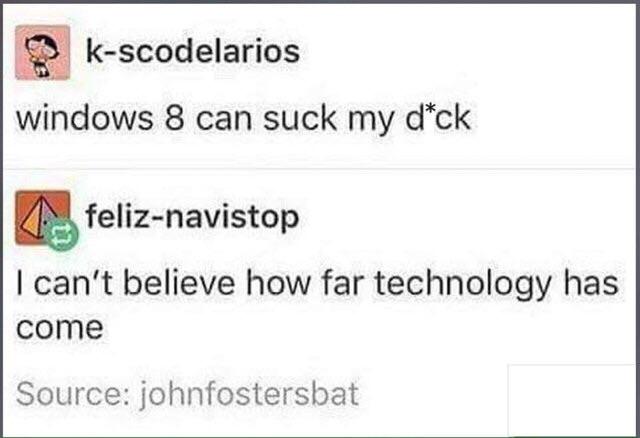 k-scodelarios
windows 8 can suck my d*ck
feliz-navistop
I can't believe how far technology has
come
Source: johnfostersbat